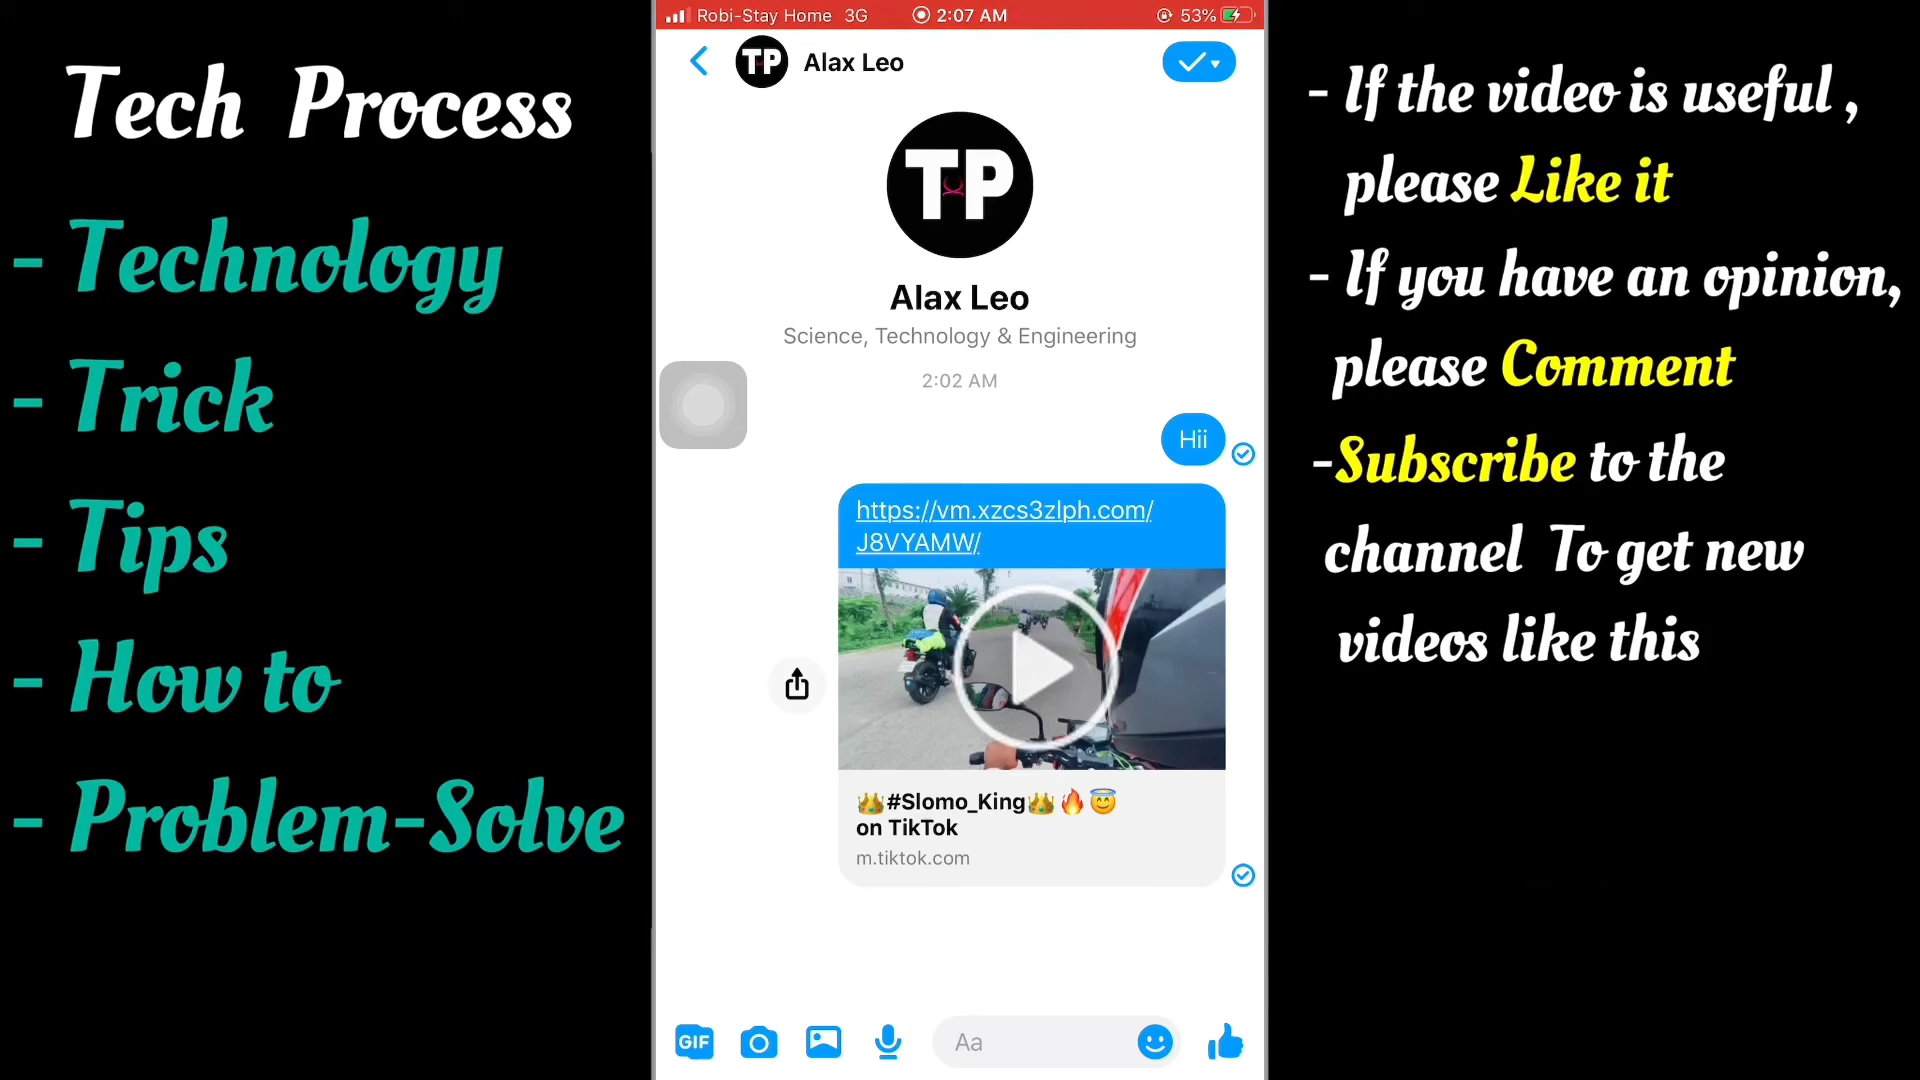 Tech Process
- Technology
- Trick
- Tips
- How to
- Problem-Solve
Robi-Stay Home 3G 2:07 AM 53%
TP Alax Leo
TP
Alax Leo
Science, Technology & Engineering
2:02 AM
Hii
https://vm.xzcs3zlph.com/
J8VYAMW/
👑#Slomo_King👑🔥😇
on TikTok
m.tiktok.com
GIF Aa
- If the video is useful ,
please Like it
- If you have an opinion,
please Comment
-Subscribe to the
channel To get new
videos like this